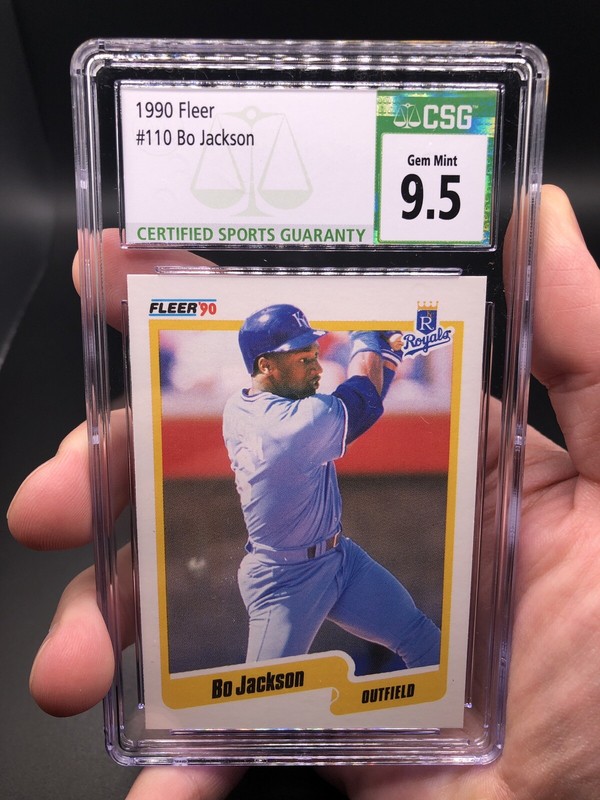 1990 Fleer
#110 Bo Jackson
CERTIFIED SPORTS GUARANTY
CSG
Gem Mint
9.5
FLEER '90
R
Royals
K
Bo Jackson
OUTFIELD